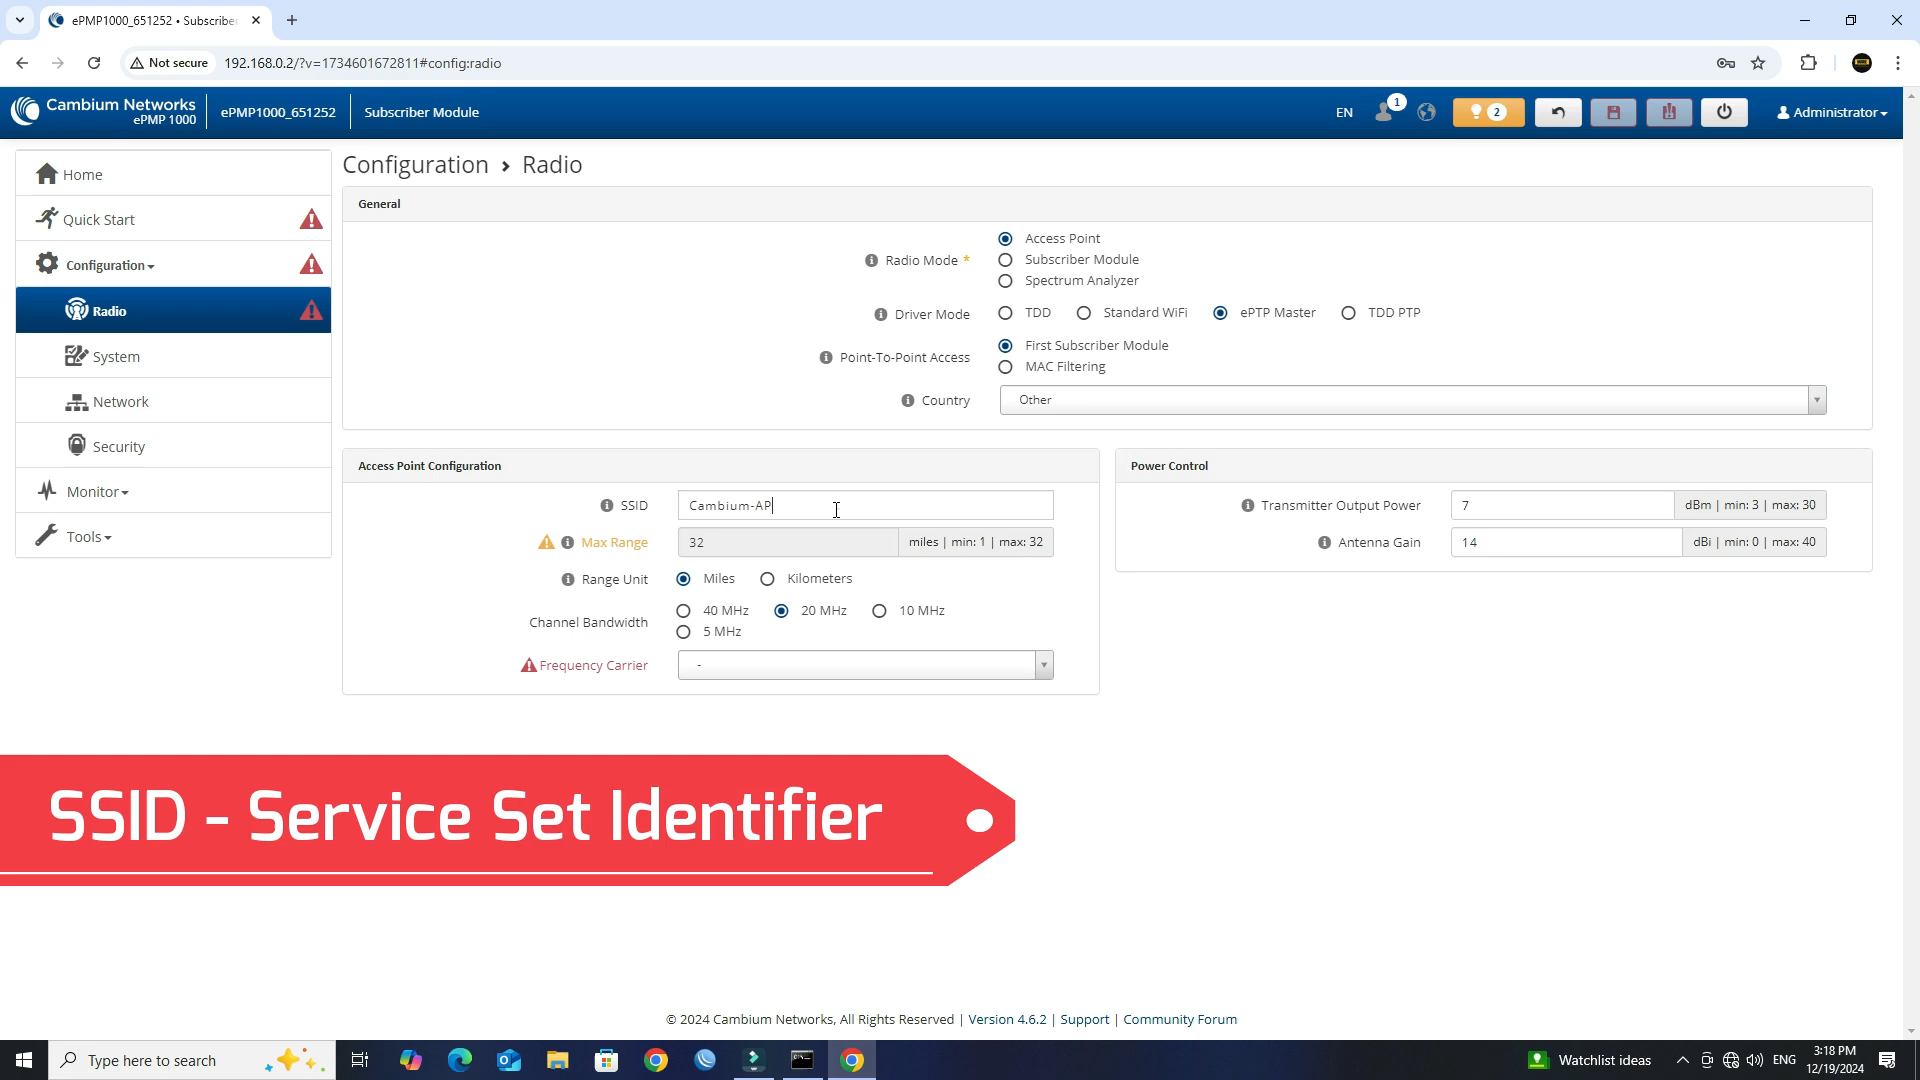 ePMP1000_651252 • Subscriber
Not secure
192.168.0.2/?v=1734601672811#config:radio
Cambium Networks
ePMP 1000
ePMP1000_651252
Subscriber Module
EN
1
2
Administrator
Home
Quick Start
Configuration
Radio
System
Network
Security
Monitor
Tools
Configuration › Radio
General
Radio Mode *
Access Point
Subscriber Module
Spectrum Analyzer
Driver Mode
TDD
Standard WiFi
ePTP Master
TDD PTP
Point-To-Point Access
First Subscriber Module
MAC Filtering
Country
Other
Access Point Configuration
SSID
Cambium-AP
Max Range
32
miles | min: 1 | max: 32
Range Unit
Miles
Kilometers
Channel Bandwidth
40 MHz
20 MHz
10 MHz
5 MHz
Frequency Carrier
-
Power Control
Transmitter Output Power
7
dBm | min: 3 | max: 30
Antenna Gain
14
dBi | min: 0 | max: 40
SSID - Service Set Identifier
© 2024 Cambium Networks, All Rights Reserved | Version 4.6.2 | Support | Community Forum
Type here to search
Watchlist ideas
ENG
3:18 PM
12/19/2024